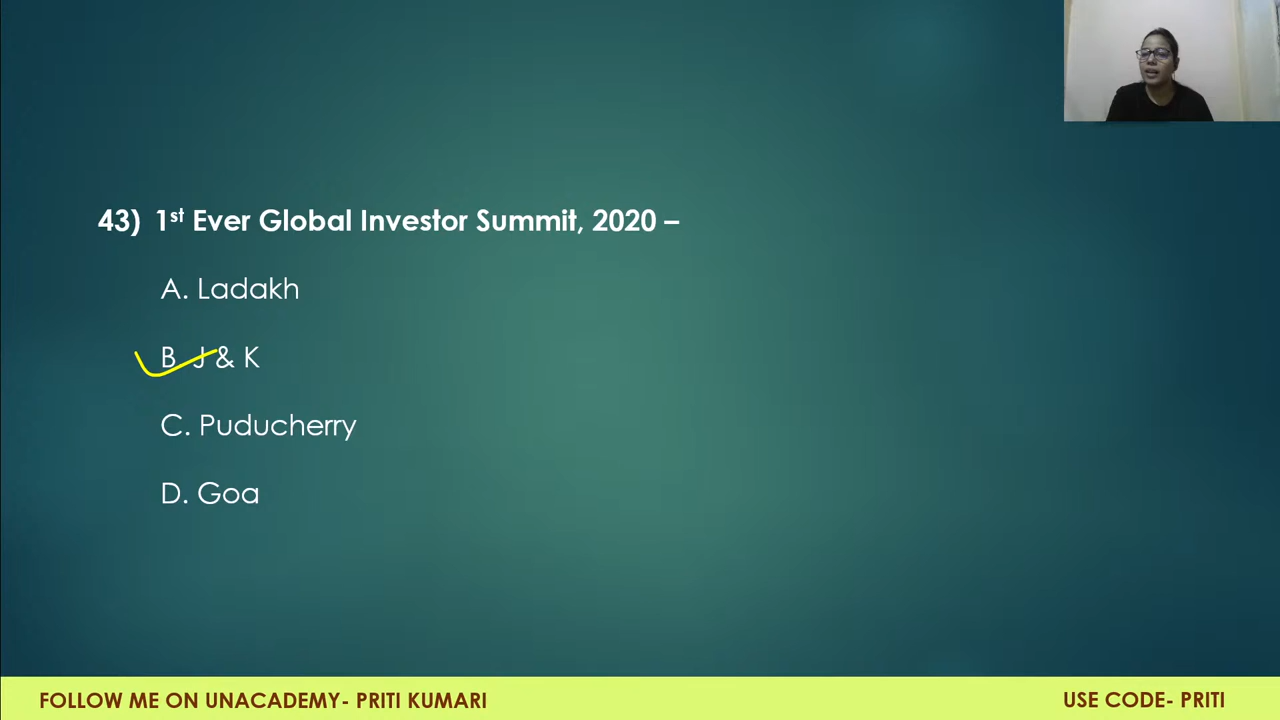 43) 1st Ever Global Investor Summit, 2020 –
A. Ladakh
B. J & K
C. Puducherry
D. Goa
FOLLOW ME ON UNACADEMY- PRITI KUMARI
USE CODE- PRITI